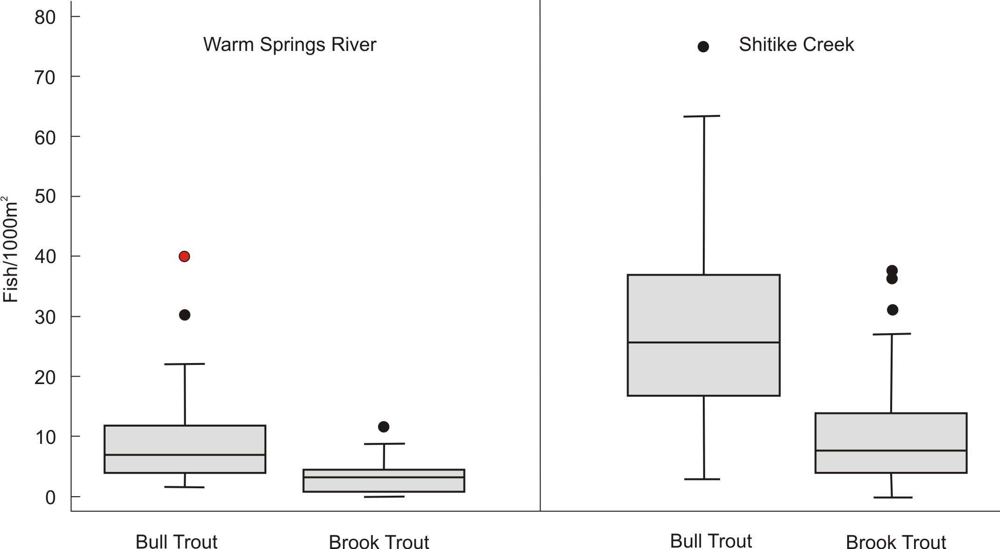 80
70
60
50
40
30
20
10
0
Fish/1000m²
Warm Springs River
Shitike Creek
Bull Trout
Brook Trout
Bull Trout
Brook Trout